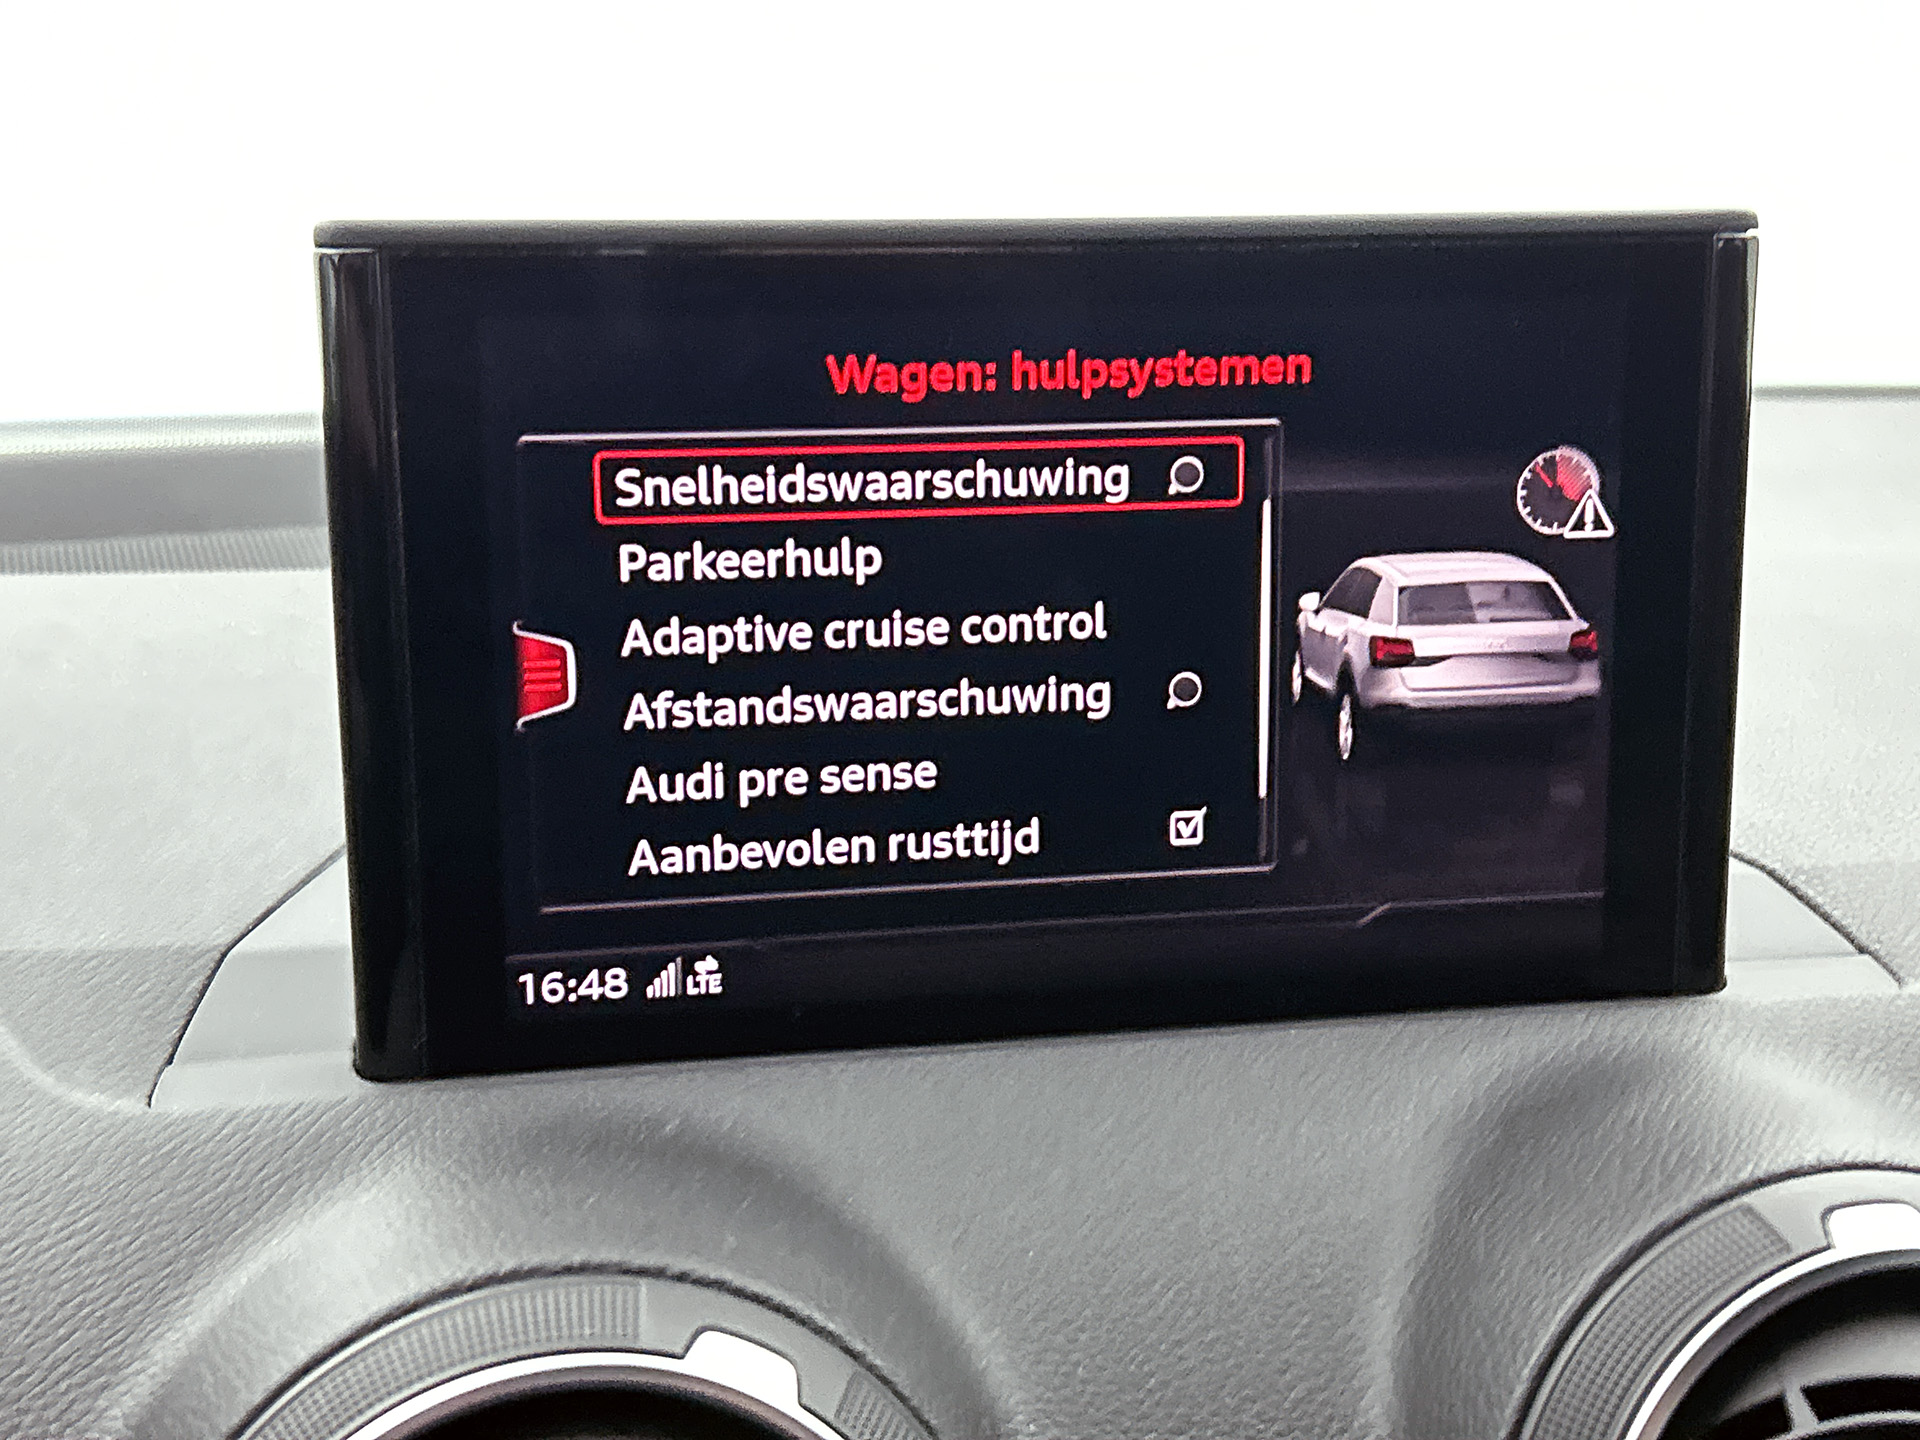 Wagen: hulpsystemen
Snelheidswaarschuwing
Parkeerhulp
Adaptive cruise control
Afstandswaarschuwing
Audi pre sense
Aanbevolen rusttijd
16:48 LTE